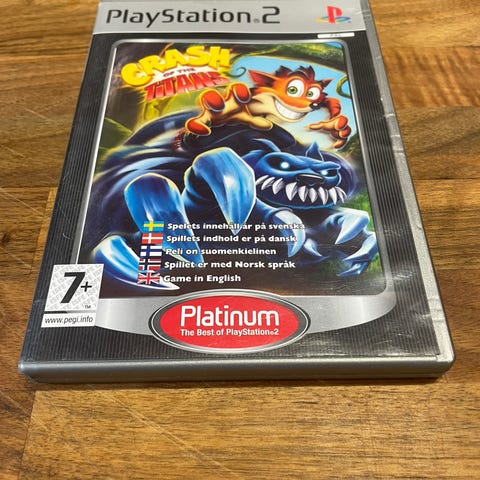 PlayStation 2
CRASH
OF THE
TITANS
Spelets innehåll är på svenska
Spillets indhold er på dansk
Peli on suomenkielinen
Spillet er med Norsk språk
Game in English
7+
TM
www.pegi.info
Platinum
The Best of PlayStation 2